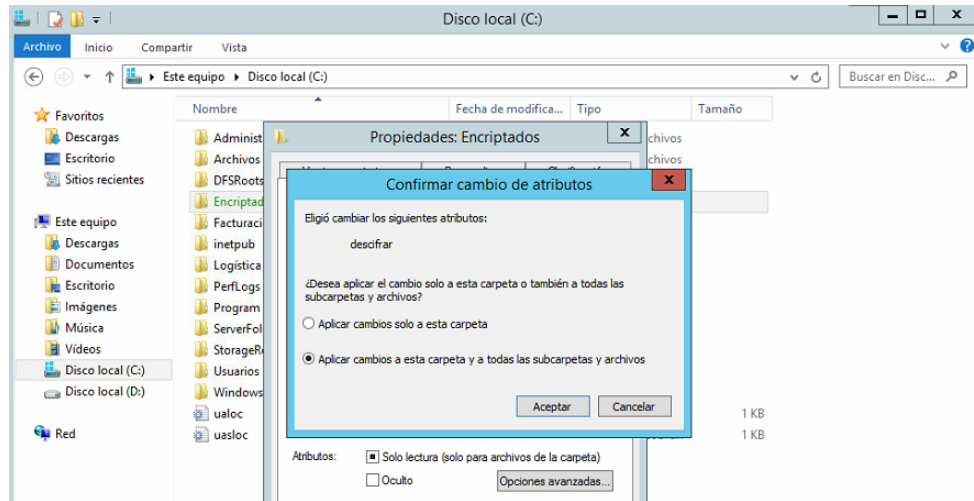 Disco local (C:)
Archivo Inicio Compartir Vista
Este equipo Disco local (C:)
Buscar en Disc...
Favoritos
Descargas
Escritorio
Sitios recientes
Este equipo
Descargas
Documentos
Escritorio
Imágenes
Música
Vídeos
Disco local (C:)
Disco local (D:)
Red
Nombre Fecha de modifica... Tipo Tamaño
Administ
Archivos
DFSRoots
Encriptad
Facturaci
inetpub
Logística
PerfLogs
Program
ServerFol
StorageRe
Usuarios
Windows
ualoc 1 KB
uasloc 1 KB
chivos
chivos
Propiedades: Encriptados
Confirmar cambio de atributos
Eligió cambiar los siguientes atributos:
descifrar
¿Desea aplicar el cambio solo a esta carpeta o también a todas las
subcarpetas y archivos?
Aplicar cambios solo a esta carpeta
Aplicar cambios a esta carpeta y a todas las subcarpetas y archivos
Aceptar Cancelar
Atributos: Solo lectura (solo para archivos de la carpeta)
Oculto Opciones avanzadas...